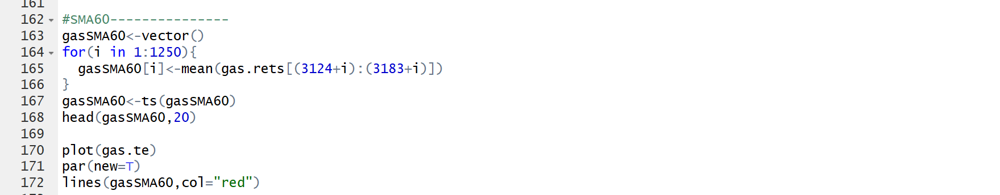 161
162 #SMA60---------------
163 gasSMA60<-vector()
164 for(i in 1:1250){
165   gasSMA60[i]<-mean(gas.rets[(3124+i):(3183+i)])
166 }
167 gasSMA60<-ts(gasSMA60)
168 head(gasSMA60,20)
169
170 plot(gas.te)
171 par(new=T)
172 lines(gasSMA60,col="red")